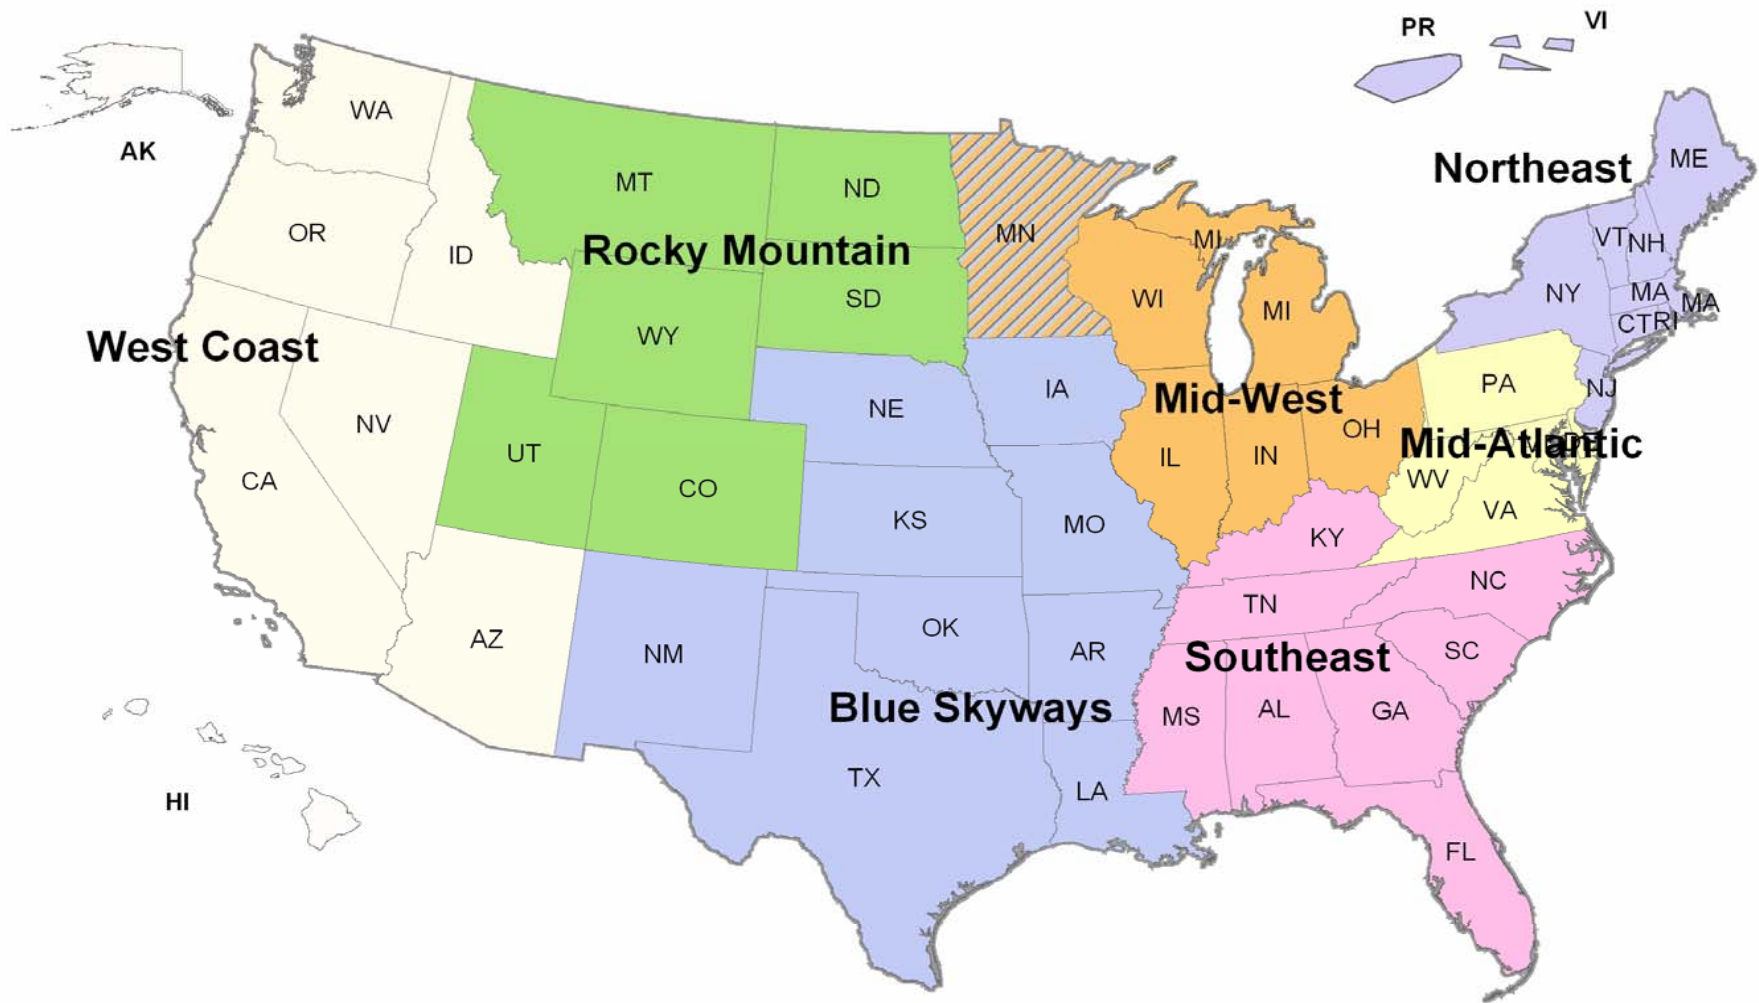 PR
VI
WA
AK
ME
Northeast
MT
ND
OR
MN
MI
VT
NH
ID
Rocky Mountain
SD
WI
MI
NY
MA
MA
WY
CT
RI
West Coast
NE
IA
PA
NJ
Mid-West
NV
OH
Mid-Atlantic
UT
IL
IN
WV
CA
CO
KS
MO
VA
KY
NC
TN
OK
AZ
NM
AR
SC
Southeast
Blue Skyways
MS
AL
GA
TX
LA
HI
FL